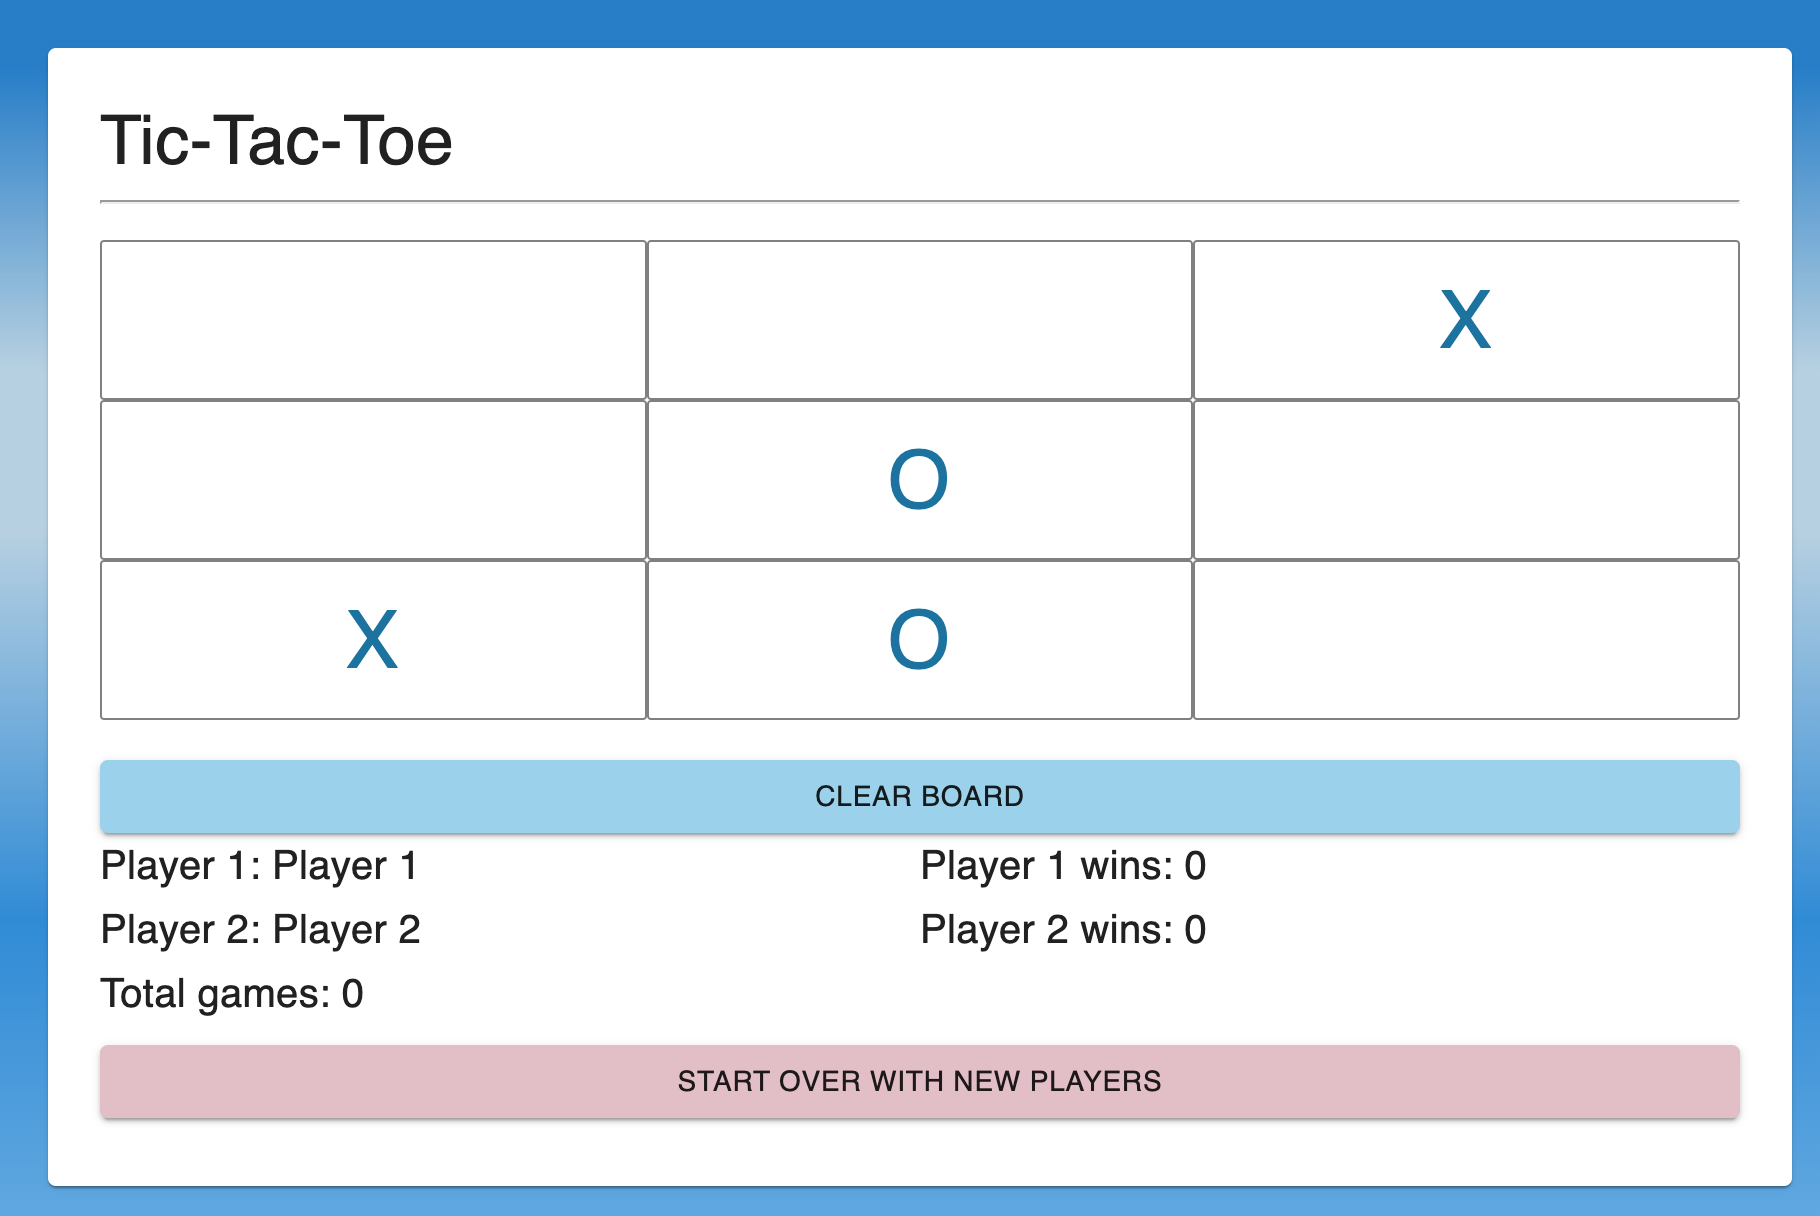 Tic-Tac-Toe
X
O
X O
CLEAR BOARD
Player 1: Player 1 Player 1 wins: 0
Player 2: Player 2 Player 2 wins: 0
Total games: 0
START OVER WITH NEW PLAYERS